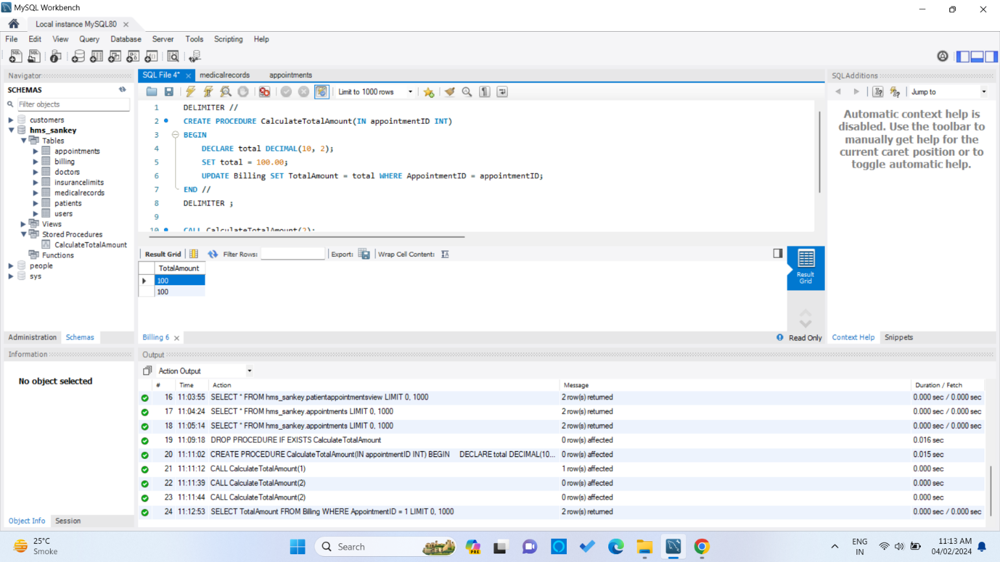 MySQL Workbench
Local instance MySQL80
File Edit View Query Database Server Tools Scripting Help
Navigator
SCHEMAS
Filter objects
customers
hms_sankey
Tables
appointments
billing
doctors
insurancelimits
medicalrecords
patients
users
Views
Stored Procedures
CalculateTotalAmount
Functions
people
sys
Administration Schemas
Information
No object selected
Object Info Session
SQL File 4* medicalrecords appointments
Limit to 1000 rows
1 DELIMITER //
2 CREATE PROCEDURE CalculateTotalAmount(IN appointmentID INT)
3 BEGIN
4 DECLARE total DECIMAL(10, 2);
5 SET total = 100.00;
6 UPDATE Billing SET TotalAmount = total WHERE AppointmentID = appointmentID;
7 END //
8 DELIMITER ;
9
10 CALL CalculateTotalAmount(2);
Result Grid Filter Rows: Export: Wrap Cell Content:
TotalAmount
100
100
Result
Grid
Billing 6
Read Only
SQLAdditions
Jump to
Automatic context help is
disabled. Use the toolbar to
manually get help for the
current caret position or to
toggle automatic help.
Context Help Snippets
Output
Action Output
# Time Action Message Duration / Fetch
16 11:03:55 SELECT * FROM hms_sankey.patientappointmentsview LIMIT 0, 1000 2 row(s) returned 0.000 sec / 0.000 sec
17 11:04:24 SELECT * FROM hms_sankey.appointments LIMIT 0, 1000 2 row(s) returned 0.000 sec / 0.000 sec
18 11:05:14 SELECT * FROM hms_sankey.appointments LIMIT 0, 1000 2 row(s) returned 0.000 sec / 0.000 sec
19 11:09:18 DROP PROCEDURE IF EXISTS CalculateTotalAmount 0 row(s) affected 0.016 sec
20 11:11:02 CREATE PROCEDURE CalculateTotalAmount(IN appointmentID INT) BEGIN DECLARE total DECIMAL(10... 0 row(s) affected 0.015 sec
21 11:11:12 CALL CalculateTotalAmount(1) 1 row(s) affected 0.000 sec
22 11:11:39 CALL CalculateTotalAmount(2) 0 row(s) affected 0.000 sec
23 11:11:44 CALL CalculateTotalAmount(2) 0 row(s) affected 0.000 sec
24 11:12:53 SELECT TotalAmount FROM Billing WHERE AppointmentID = 1 LIMIT 0, 1000 2 row(s) returned 0.000 sec / 0.000 sec
25°C
Smoke
Search
PRE
ENG
IN
11:13 AM
04/02/2024